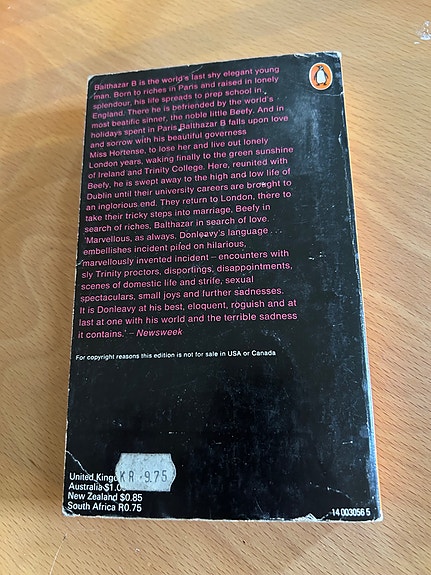 Balthazar B is the world's last shy elegant young
man. Born to riches in Paris and raised in lonely
splendour, his life spreads to prep school in
England. There he is befriended by the world's
most beatific sinner, the noble little Beefy. And in
holidays spent in Paris Balthazar B falls upon love
and sorrow with his beautiful governess
Miss Hortense, to lose her and live out lonely
London years, waking finally to the green sunshine
of Ireland and Trinity College. Here, reunited with
Beefy, he is swept away to the high and low life of
Dublin until their university careers are brought to
an inglorious end. They return to London, there to
take their tricky steps into marriage, Beefy in
search of riches, Balthazar in search of love.
'Marvellous, as always, Donleavy's language . . .
embellishes incident piled on hilarious,
marvellously invented incident – encounters with
sly Trinity proctors, disportings, disappointments,
scenes of domestic life and strife, sexual
spectaculars, small joys and further sadnesses.
It is Donleavy at his best, eloquent, roguish and at
last at one with his world and the terrible sadness
it contains.' – Newsweek
For copyright reasons this edition is not for sale in USA or Canada
KR -9.75
United
Australia
New Zealand $0.85
South Africa R0.75
14 003056 5